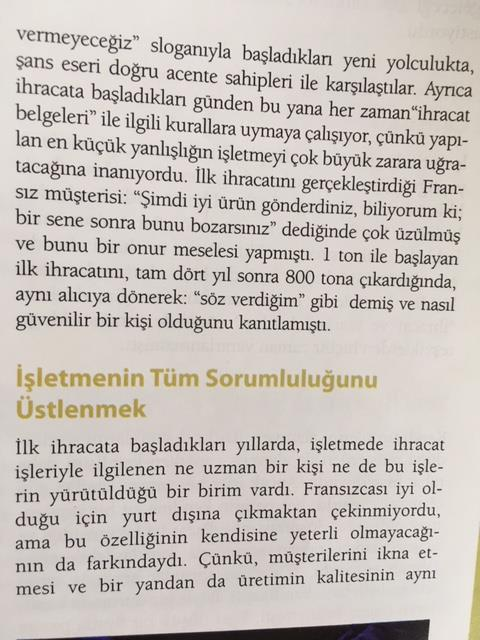 vermeyeceğiz” sloganıyla başladıkları yeni yolculukta,
şans eseri doğru acente sahipleri ile karşılaştılar. Ayrıca
ihracata başladıkları günden bu yana her zaman“ihracat
belgeleri” ile ilgili kurallara uymaya çalışıyor, çünkü yapı-
lan en küçük yanlışlığın işletmeyi çok büyük zarara uğra-
tacağına inanıyordu. İlk ihracatını gerçekleştirdiği Fran-
sız müşterisi: “Şimdi iyi ürün gönderdiniz, biliyorum ki;
bir sene sonra bunu bozarsınız” dediğinde çok üzülmüş
ve bunu bir onur meselesi yapmıştı. 1 ton ile başlayan
ilk ihracatını, tam dört yıl sonra 800 tona çıkardığında,
aynı alıcıya dönerek: “söz verdiğim” gibi demiş ve nasıl
güvenilir bir kişi olduğunu kanıtlamıştı.
İşletmenin Tüm Sorumluluğunu
Üstlenmek
İlk ihracata başladıkları yıllarda, işletmede ihracat
işleriyle ilgilenen ne uzman bir kişi ne de bu işle-
rin yürütüldüğü bir birim vardı. Fransızcası iyi ol-
duğu için yurt dışına çıkmaktan çekinmiyordu,
ama bu özelliğinin kendisine yeterli olmayacağı-
nın da farkındaydı. Çünkü, müşterilerini ikna et-
mesi ve bir yandan da üretimin kalitesinin aynı